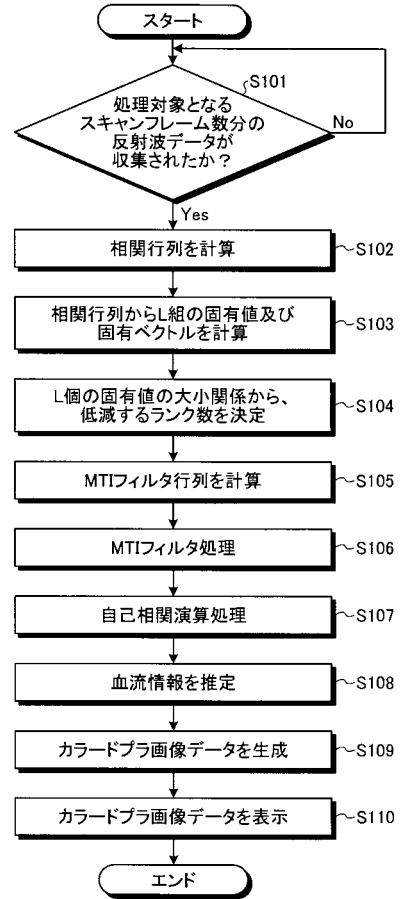 スタート
S101
処理対象となる
スキャンフレーム数分の
反射波データが
収集されたか？
No
Yes
相関行列を計算
S102
相関行列からL組の固有値及び
固有ベクトルを計算
S103
L個の固有値の大小関係から、
低減するランク数を決定
S104
MTIフィルタ行列を計算
S105
MTIフィルタ処理
S106
自己相関演算処理
S107
血流情報を推定
S108
カラードプラ画像データを生成
S109
カラードプラ画像データを表示
S110
エンド